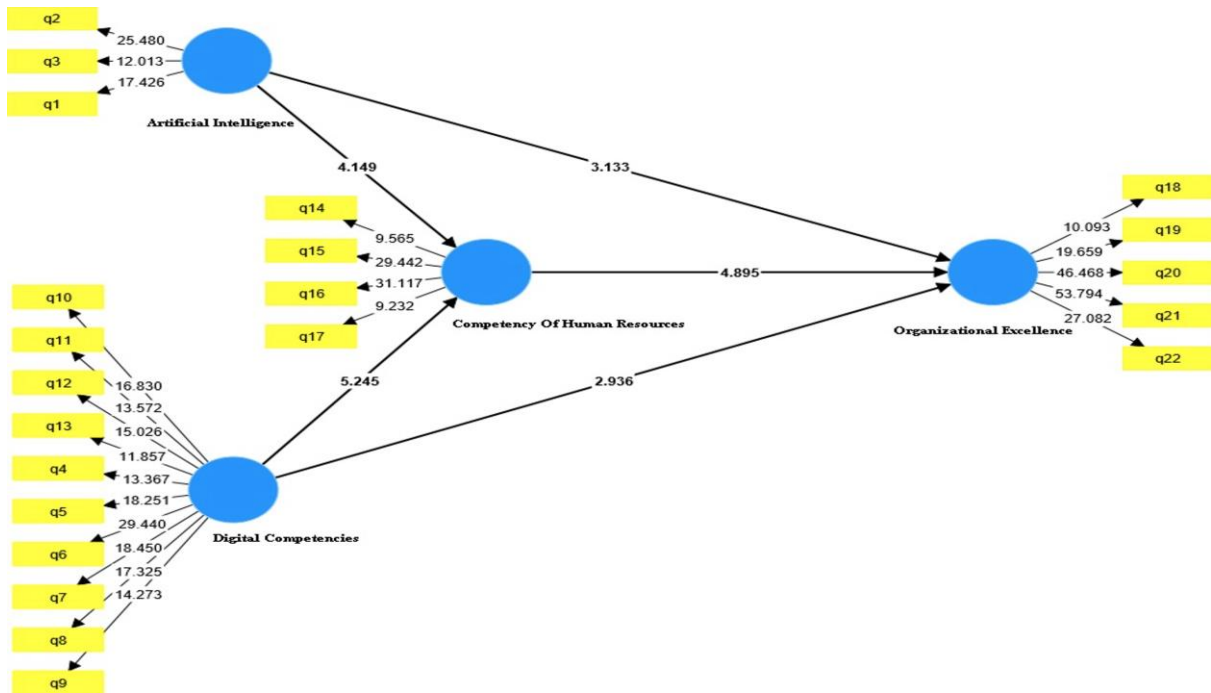 q2
q3
q1
25.480
12.013
17.426
Artificial Intelligence
4.149
3.133
q14
q15
q16
q17
9.565
29.442
31.117
9.232
Competency Of Human Resources
4.895
q18
q19
q20
q21
q22
10.093
19.659
46.468
53.794
27.082
Organizational Excellence
5.245
2.936
q10
q11
q12
q13
q4
q5
q6
q7
q8
q9
16.830
13.572
15.026
11.857
13.367
18.251
29.440
18.450
17.325
14.273
Digital Competencies